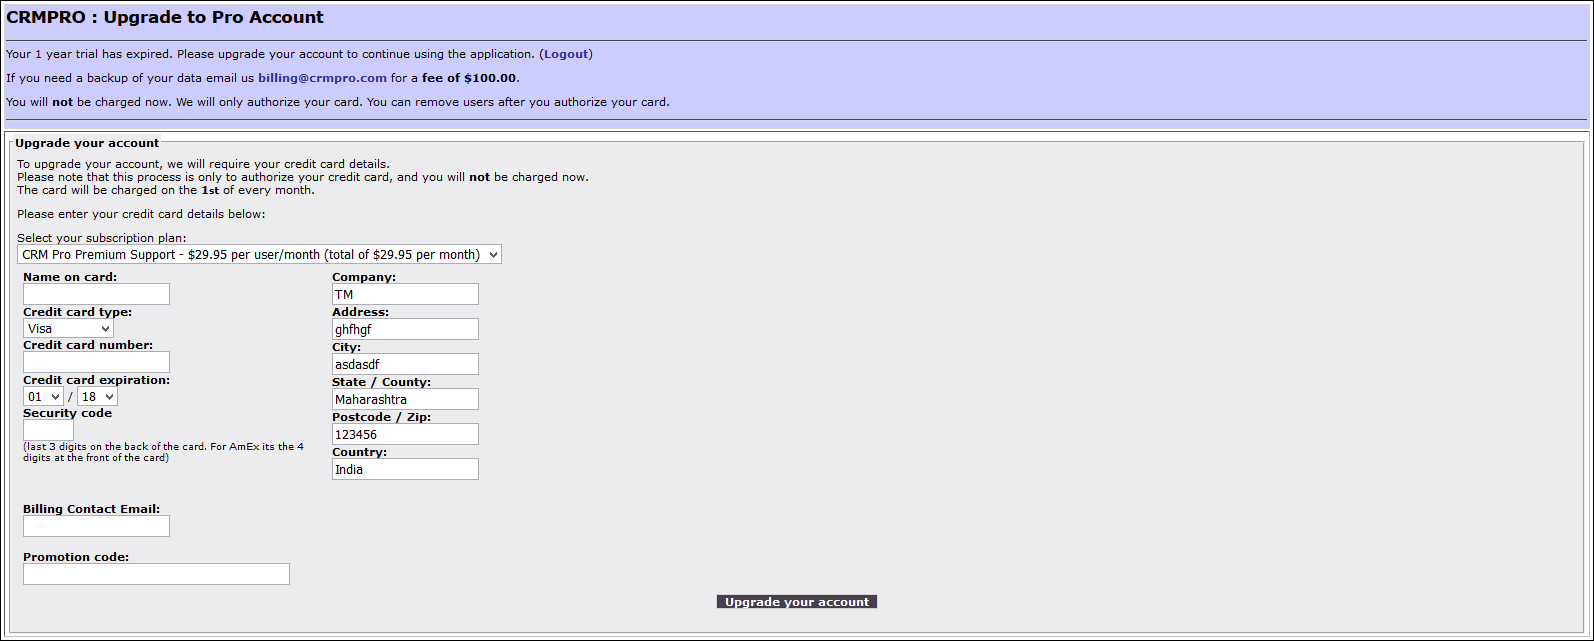 CRMPRO : Upgrade to Pro Account
Your 1 year trial has expired. Please upgrade your account to continue using the application. (Logout)
If you need a backup of your data email us billing@crmpro.com for a fee of $100.00.
You will not be charged now. We will only authorize your card. You can remove users after you authorize your card.
Upgrade your account
To upgrade your account, we will require your credit card details.
Please note that this process is only to authorize your credit card, and you will not be charged now.
The card will be charged on the 1st of every month.
Please enter your credit card details below:
Select your subscription plan:
CRM Pro Premium Support - $29.95 per user/month (total of $29.95 per month)
Name on card:
Credit card type:
Visa
Credit card number:
Credit card expiration:
01 / 18
Security code
(last 3 digits on the back of the card. For AmEx its the 4
digits at the front of the card)
Company:
TM
Address:
ghfhgf
City:
asdasdf
State / County:
Maharashtra
Postcode / Zip:
123456
Country:
India
Billing Contact Email:
Promotion code:
Upgrade your account